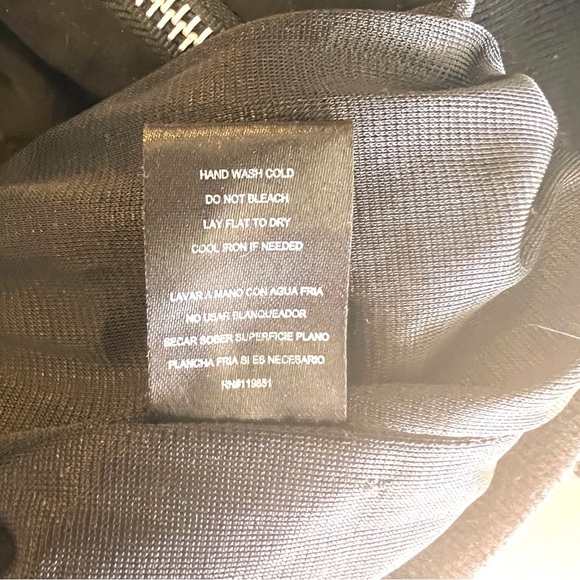 HAND WASH COLD
DO NOT BLEACH
LAY FLAT TO DRY
COOL IRON IF NEEDED
LAVAR A MANO CON AGUA FRIA
NO USAR BLANQUEADOR
SECAR SOBER SUPERFICIE PLANO
PLANCHA FRIA SI ES NECESARIO
RN#119851